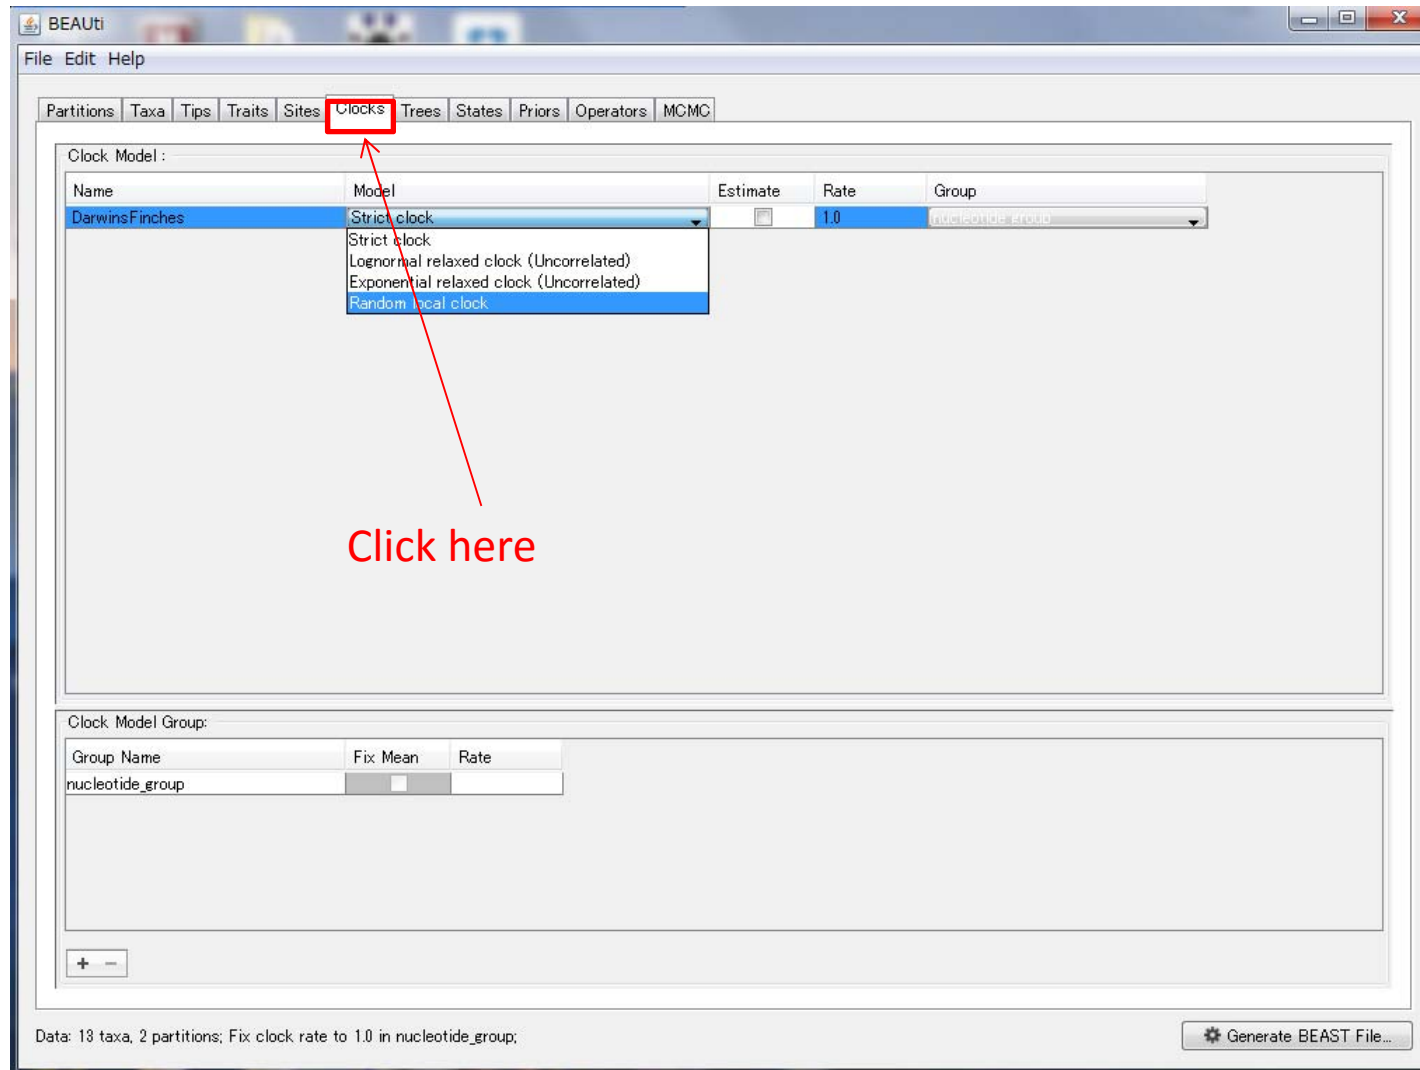 BEAUti
File Edit Help
Partitions Taxa Tips Traits Sites Clocks Trees States Priors Operators MCMC
Clock Model :
Name Model Estimate Rate Group
DarwinsFinches Strict clock 1.0 nucleotide_group
Strict clock
Lognormal relaxed clock (Uncorrelated)
Exponential relaxed clock (Uncorrelated)
Random local clock
Click here
Clock Model Group:
Group Name Fix Mean Rate
nucleotide_group
+ −
Data: 13 taxa, 2 partitions; Fix clock rate to 1.0 in nucleotide_group;
Generate BEAST File...